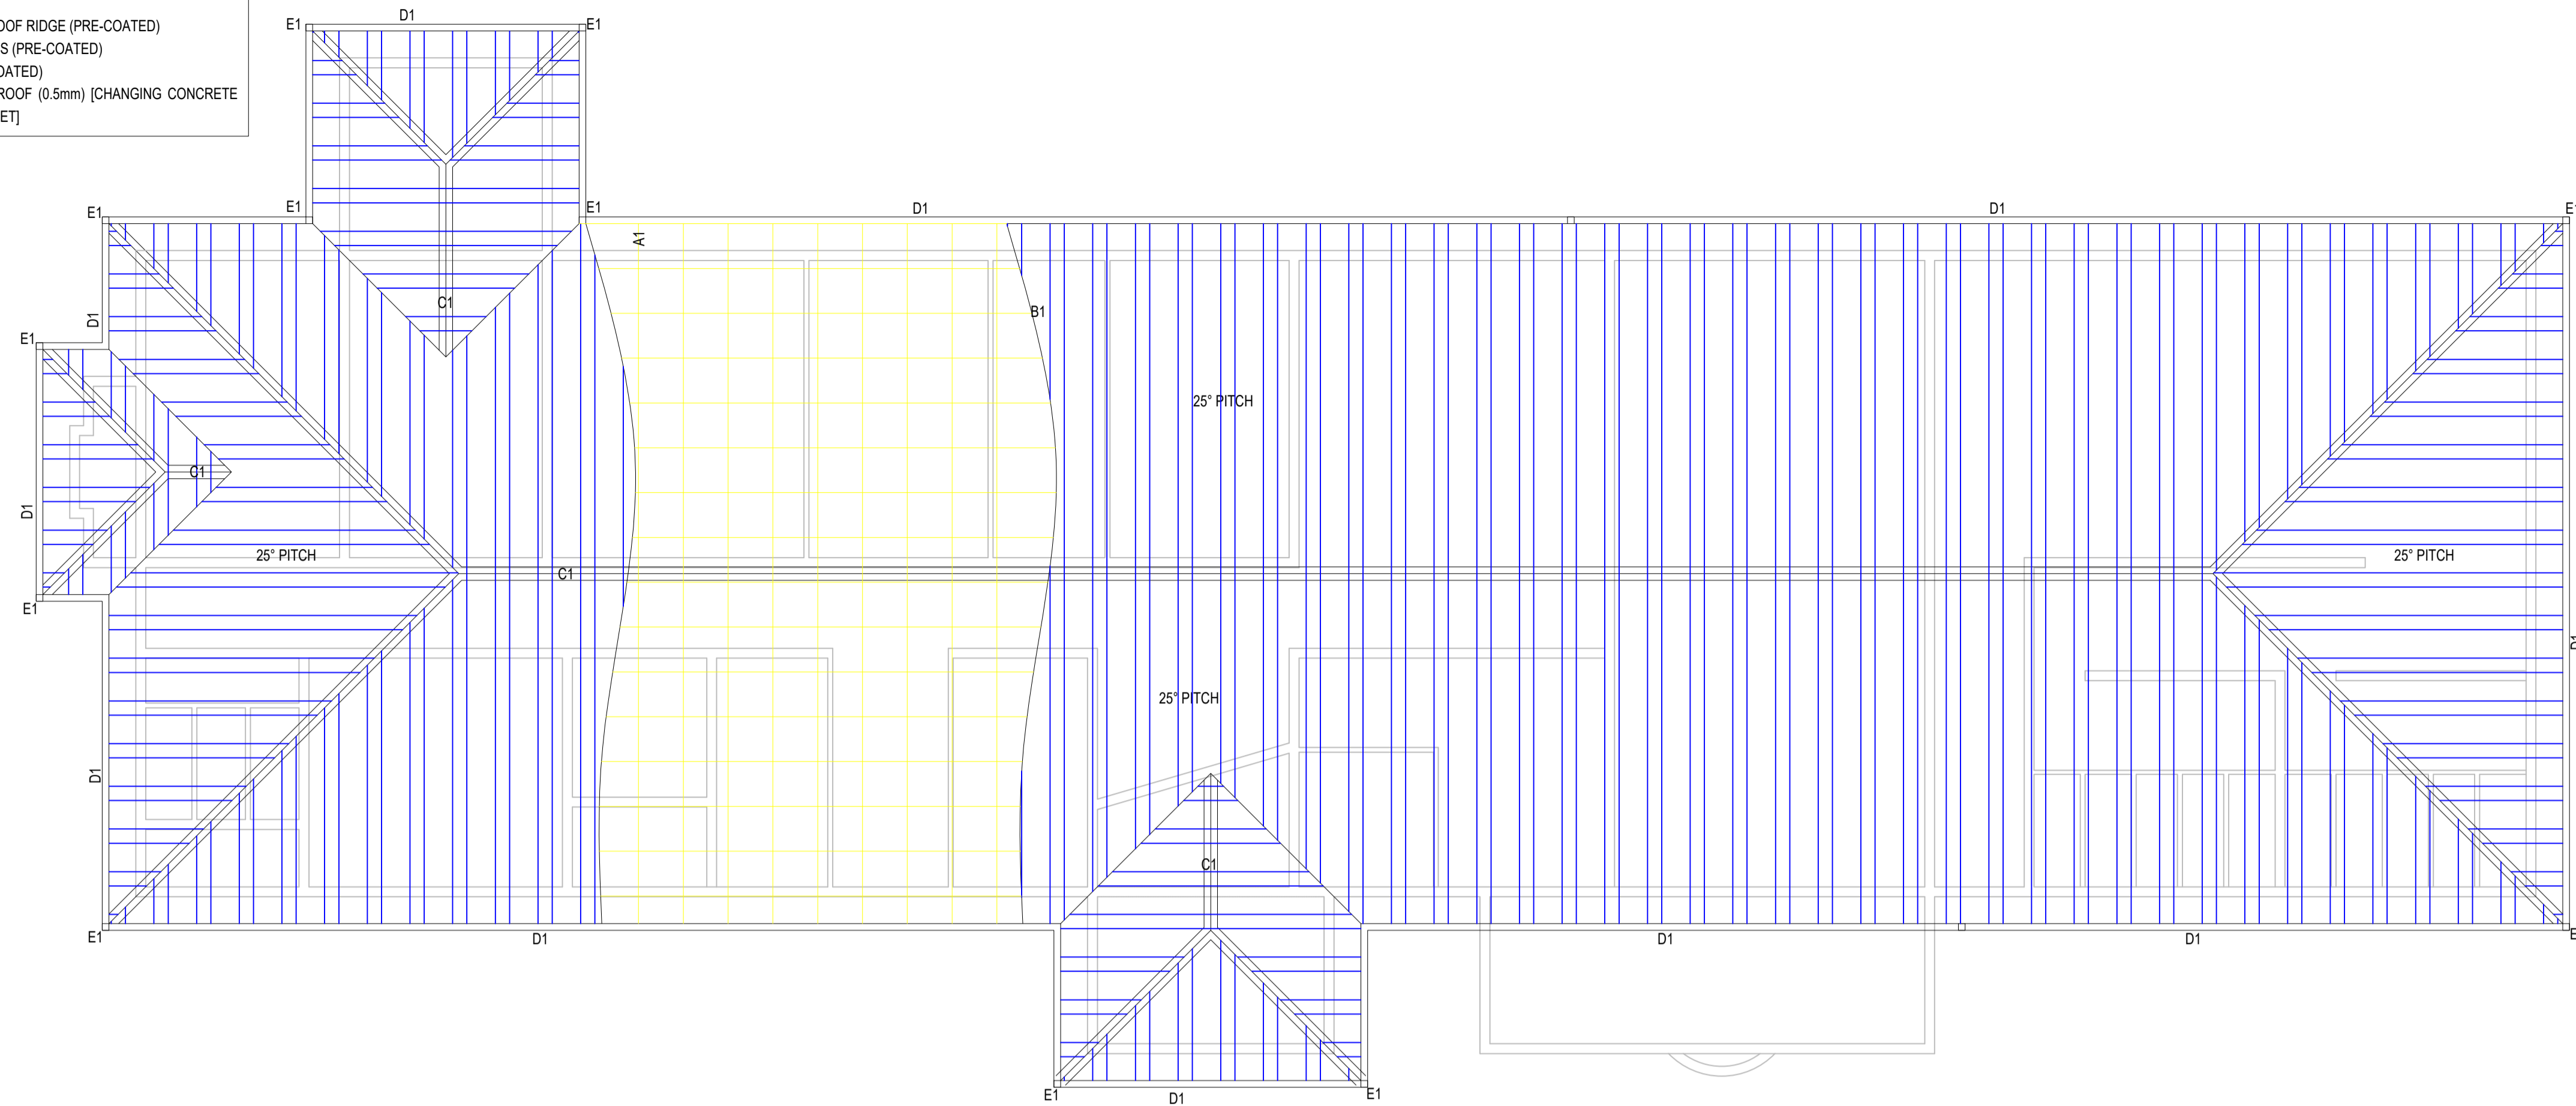 OOF RIDGE (PRE-COATED)
S (PRE-COATED)
OATED)
ROOF (0.5mm) [CHANGING CONCRETE
ET]
D1
E1
E1
E1
E1
E1
D1
D1
E1
A1
B1
C1
D1
E1
25° PITCH
C1
D1
25° PITCH
25° PITCH
C1
E1
D1
25° PITCH
D1
C1
E1
D1
D1
D1
E
E1
D1
E1